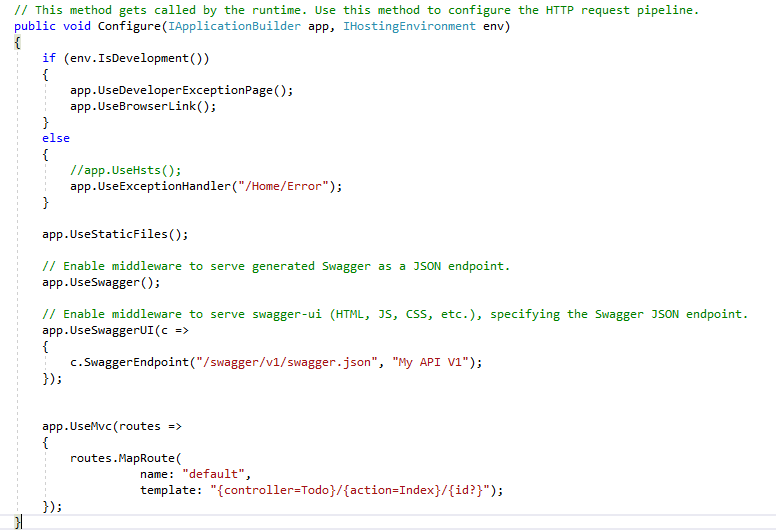 // This method gets called by the runtime. Use this method to configure the HTTP request pipeline.
public void Configure(IApplicationBuilder app, IHostingEnvironment env)
{
    if (env.IsDevelopment())
    {
        app.UseDeveloperExceptionPage();
        app.UseBrowserLink();
    }
    else
    {
        //app.UseHsts();
        app.UseExceptionHandler("/Home/Error");
    }

    app.UseStaticFiles();

    // Enable middleware to serve generated Swagger as a JSON endpoint.
    app.UseSwagger();

    // Enable middleware to serve swagger-ui (HTML, JS, CSS, etc.), specifying the Swagger JSON endpoint.
    app.UseSwaggerUI(c =>
    {
        c.SwaggerEndpoint("/swagger/v1/swagger.json", "My API V1");
    });


    app.UseMvc(routes =>
    {
        routes.MapRoute(
                  name: "default",
                  template: "{controller=Todo}/{action=Index}/{id?}");
    });
}